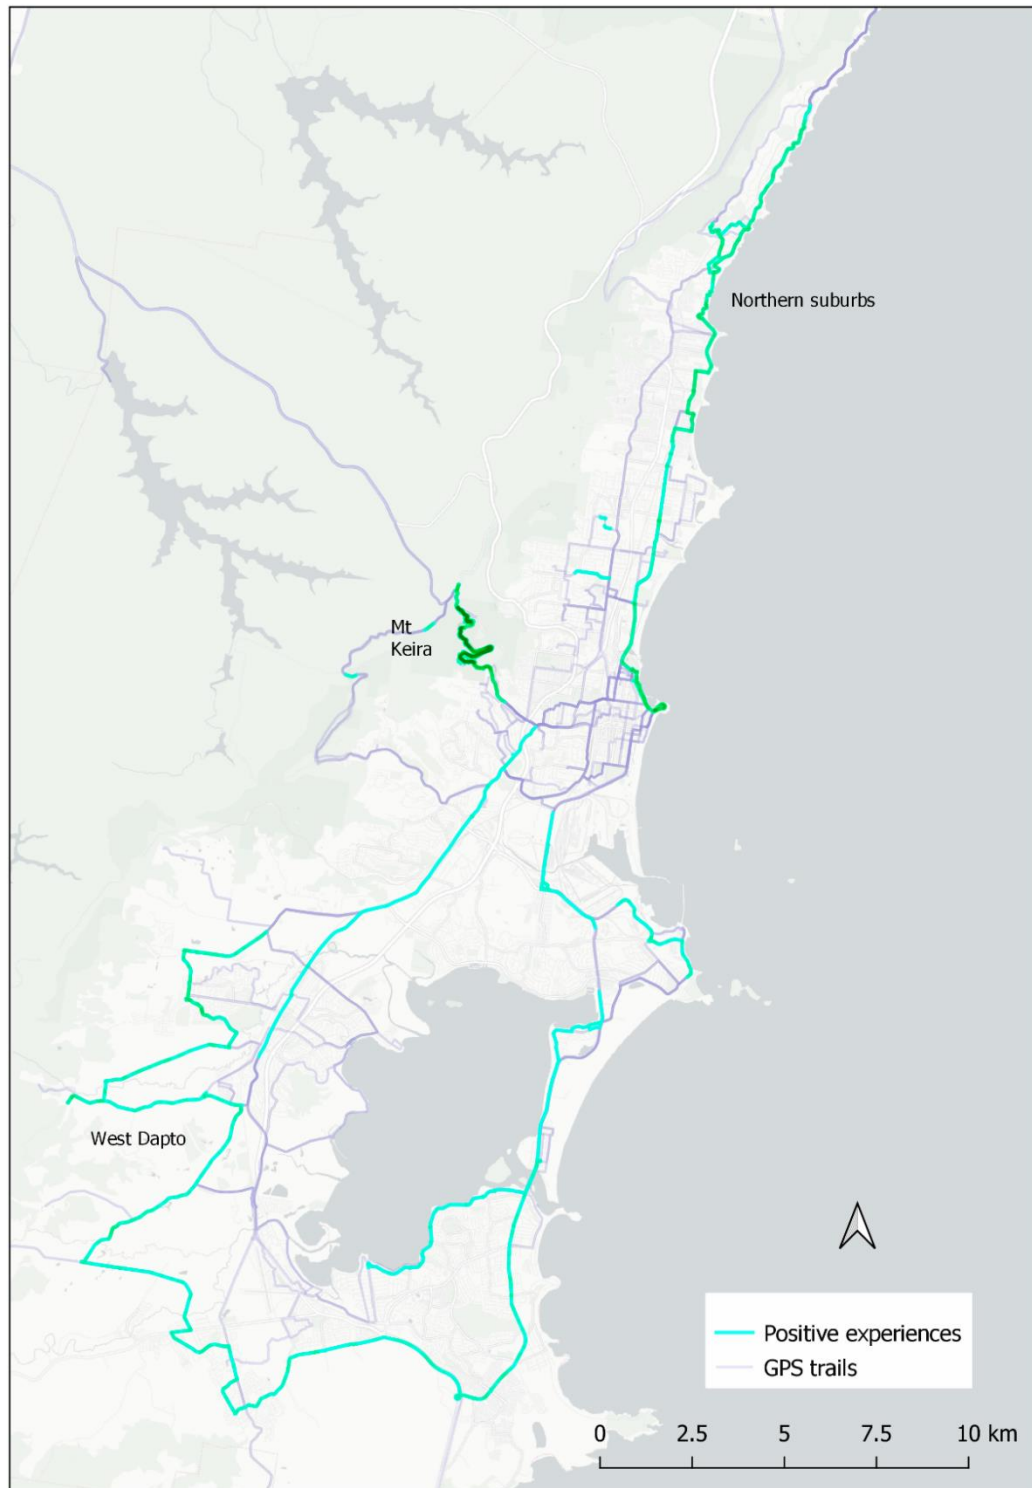 Northern suburbs
Mt
Keira
West Dapto
Positive experiences
GPS trails
0 2.5 5 7.5 10 km